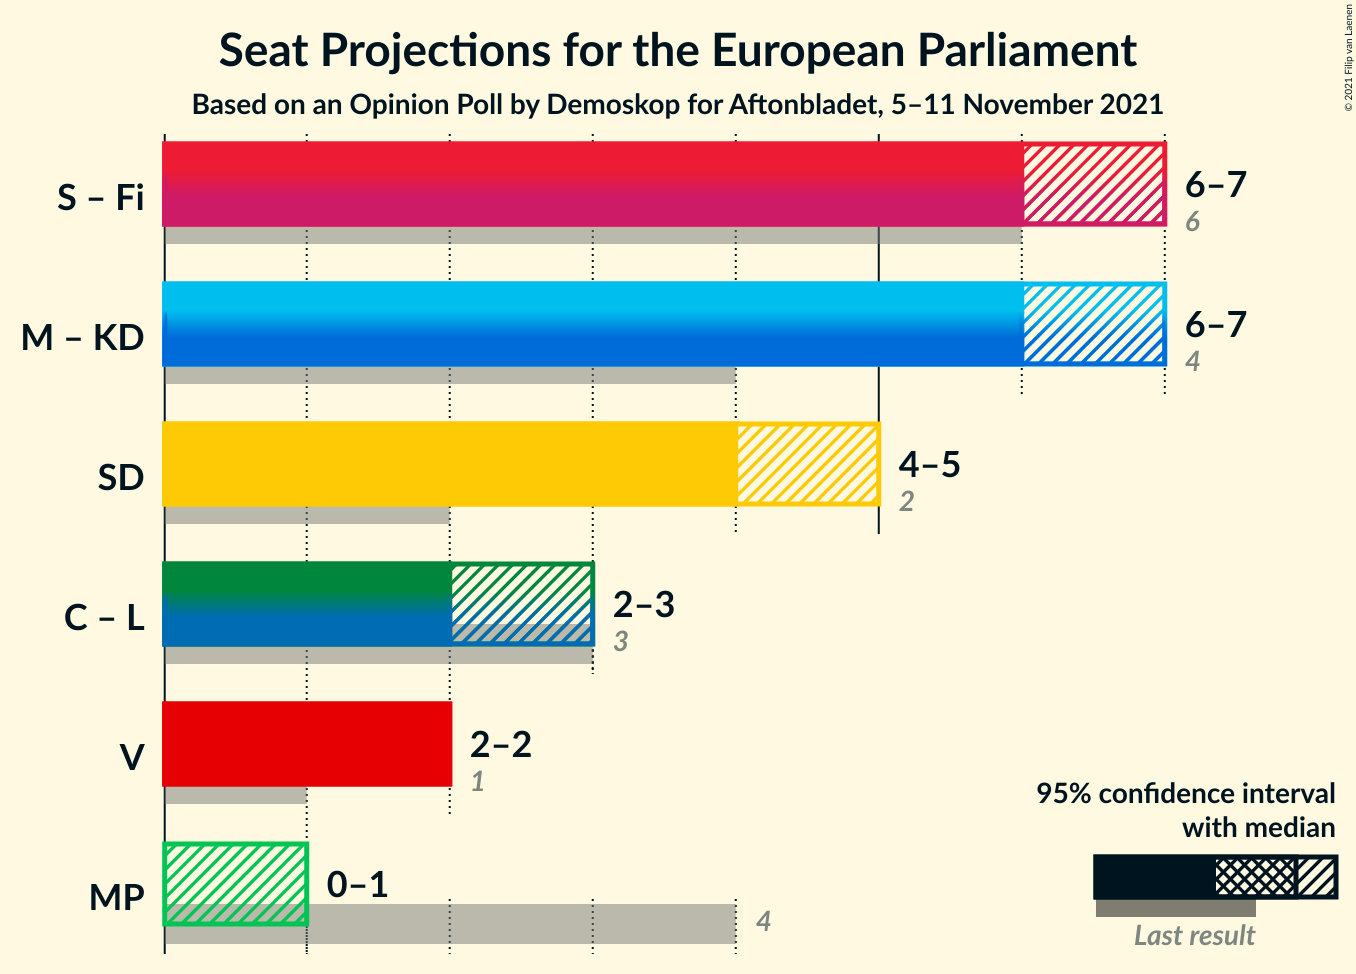 Seat Projections for the European Parliament
Based on an Opinion Poll by Demoskop for Aftonbladet, 5–11 November 2021
© 2021 Filip van Laenen
S – Fi
6–7
6
M – KD
6–7
4
SD
4–5
2
C – L
2–3
3
V
2–2
1
MP
0–1
4
95% confidence interval
with median
Last result